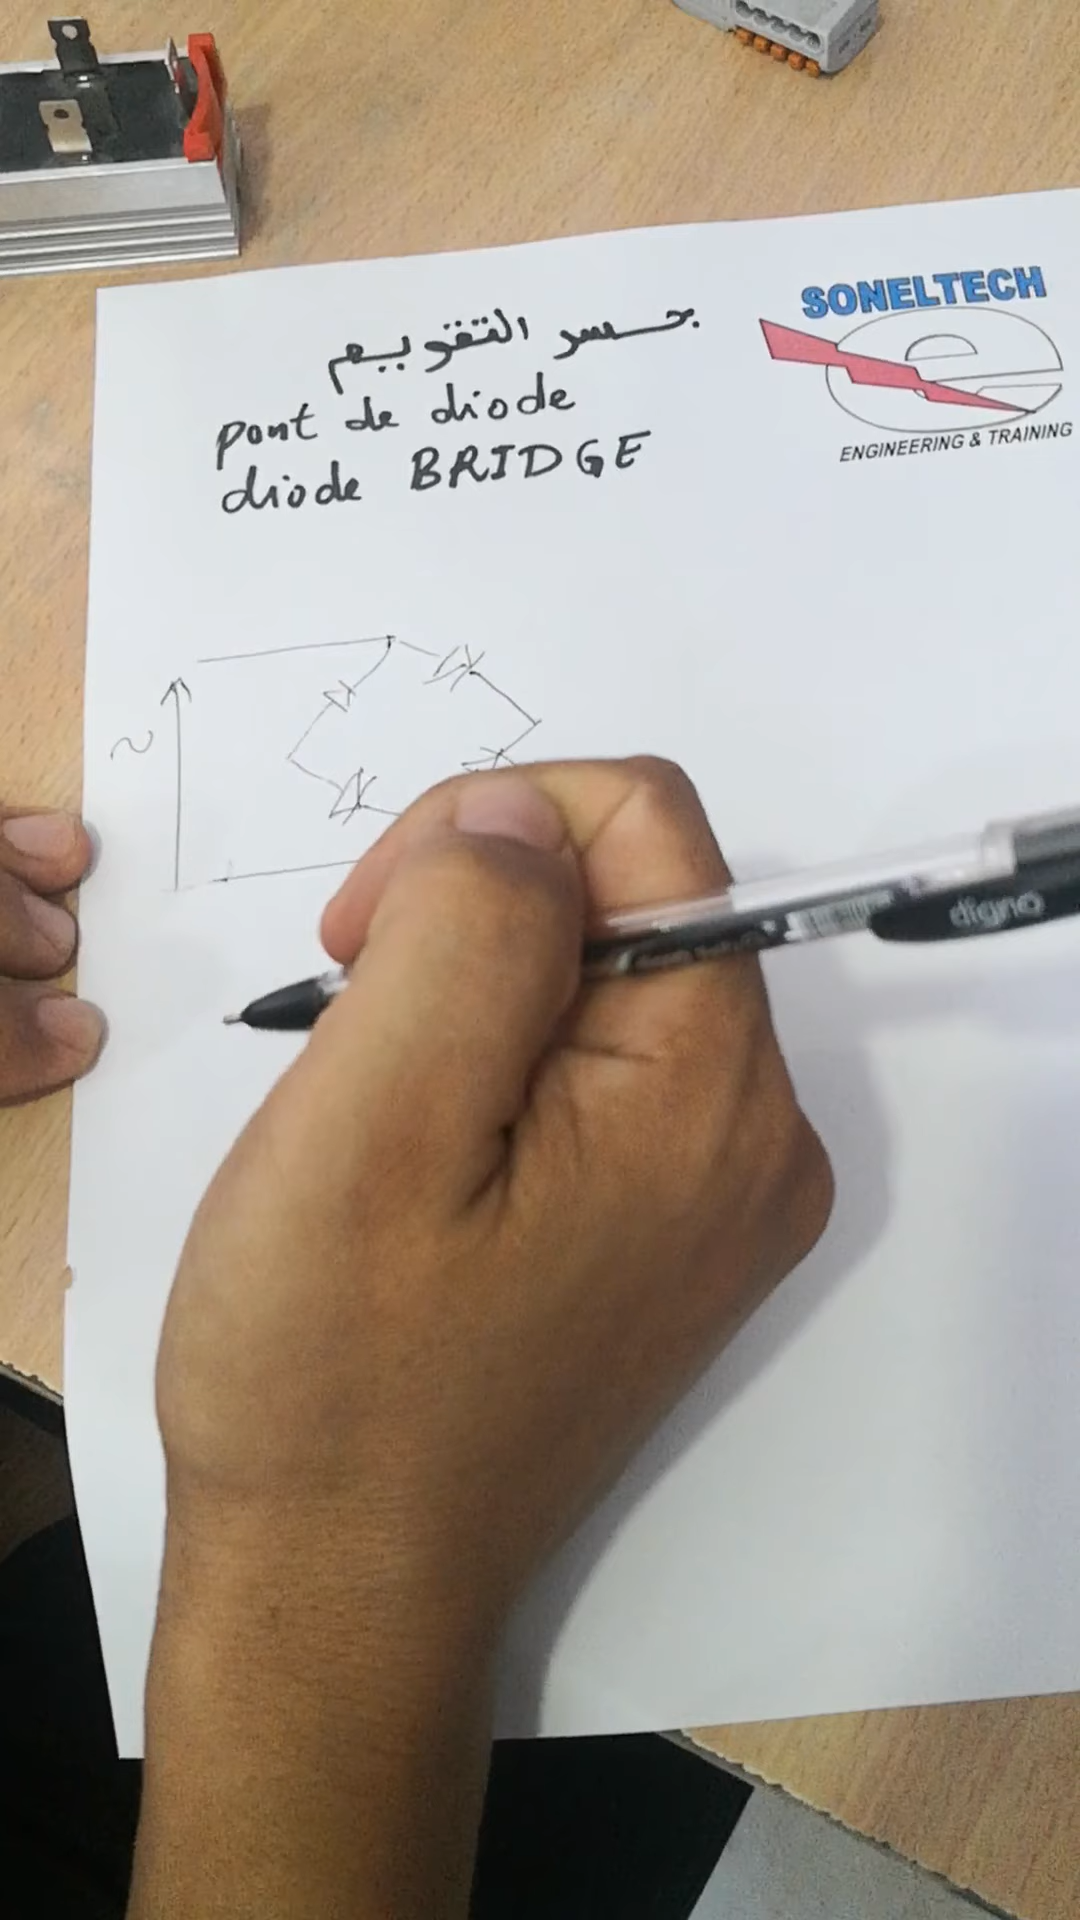 جسر التقويم
pont de diode
diode BRIDGE
SONELTECH
ENGINEERING & TRAINING
~
digno